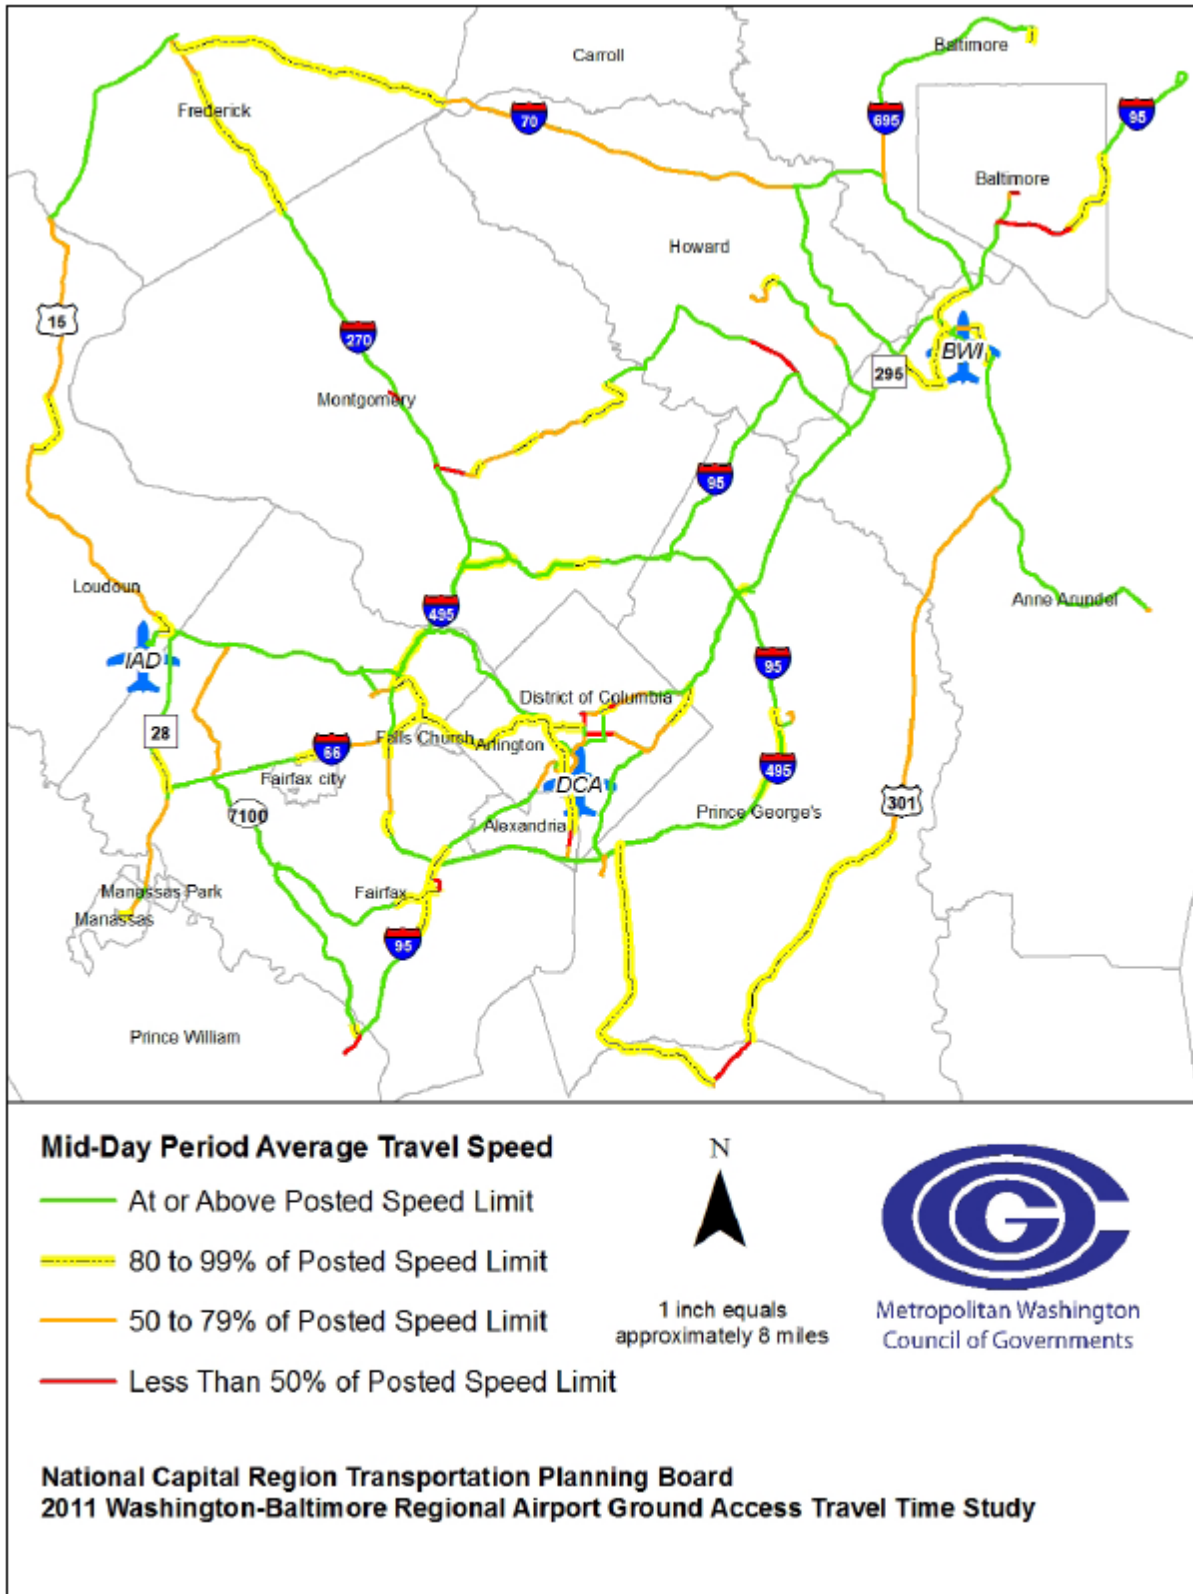 Carroll
Baltimore
Frederick
70
695
95
Baltimore
Howard
15
270
BWI
295
Montgomery
95
Loudoun
495
Anne Arundel
IAD
95
District of Columbia
28
66
Falls Church
Arlington
Fairfax city
495
DCA
7100
301
Prince George's
Alexandria
Manassas Park
Fairfax
Manassas
95
Prince William
Mid-Day Period Average Travel Speed
At or Above Posted Speed Limit
80 to 99% of Posted Speed Limit
50 to 79% of Posted Speed Limit
Less Than 50% of Posted Speed Limit
N
1 inch equals
approximately 8 miles
COG
Metropolitan Washington
Council of Governments
National Capital Region Transportation Planning Board
2011 Washington-Baltimore Regional Airport Ground Access Travel Time Study